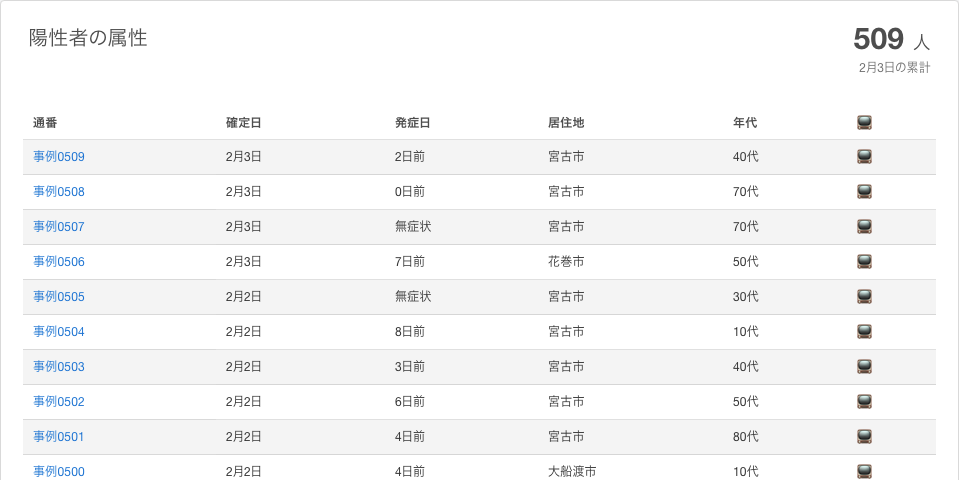 陽性者の属性
509 人
2月3日の累計
通番 確定日 発症日 居住地 年代
事例0509 2月3日 2日前 宮古市 40代
事例0508 2月3日 0日前 宮古市 70代
事例0507 2月3日 無症状 宮古市 70代
事例0506 2月3日 7日前 花巻市 50代
事例0505 2月2日 無症状 宮古市 30代
事例0504 2月2日 8日前 宮古市 10代
事例0503 2月2日 3日前 宮古市 40代
事例0502 2月2日 6日前 宮古市 50代
事例0501 2月2日 4日前 宮古市 80代
事例0500 2月2日 4日前 大船渡市 10代